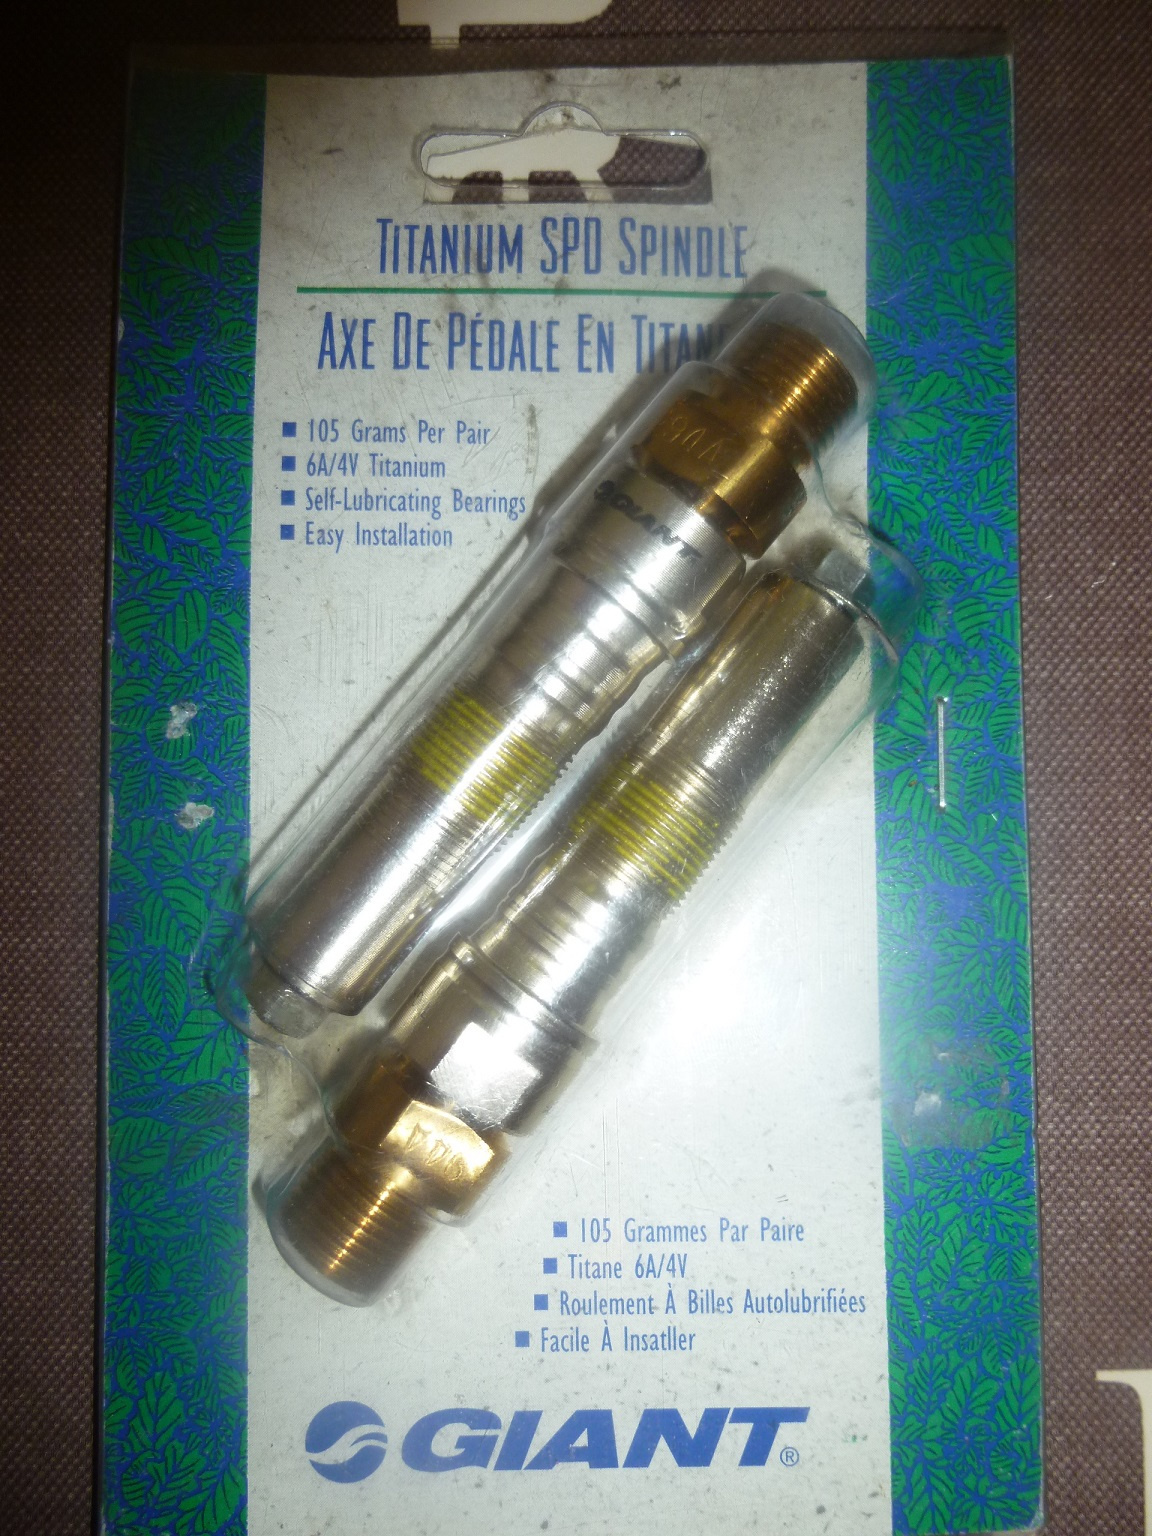 TITANIUM SPD SPINDLE
AXE DE PÉDALE EN TITANE
105 Grams Per Pair
6A/4V Titanium
Self-Lubricating Bearings
Easy Installation
GIANT
105 Grammes Par Paire
Titane 6A/4V
Roulement À Billes Autolubrifiées
Facile À Insatller
GIANT®